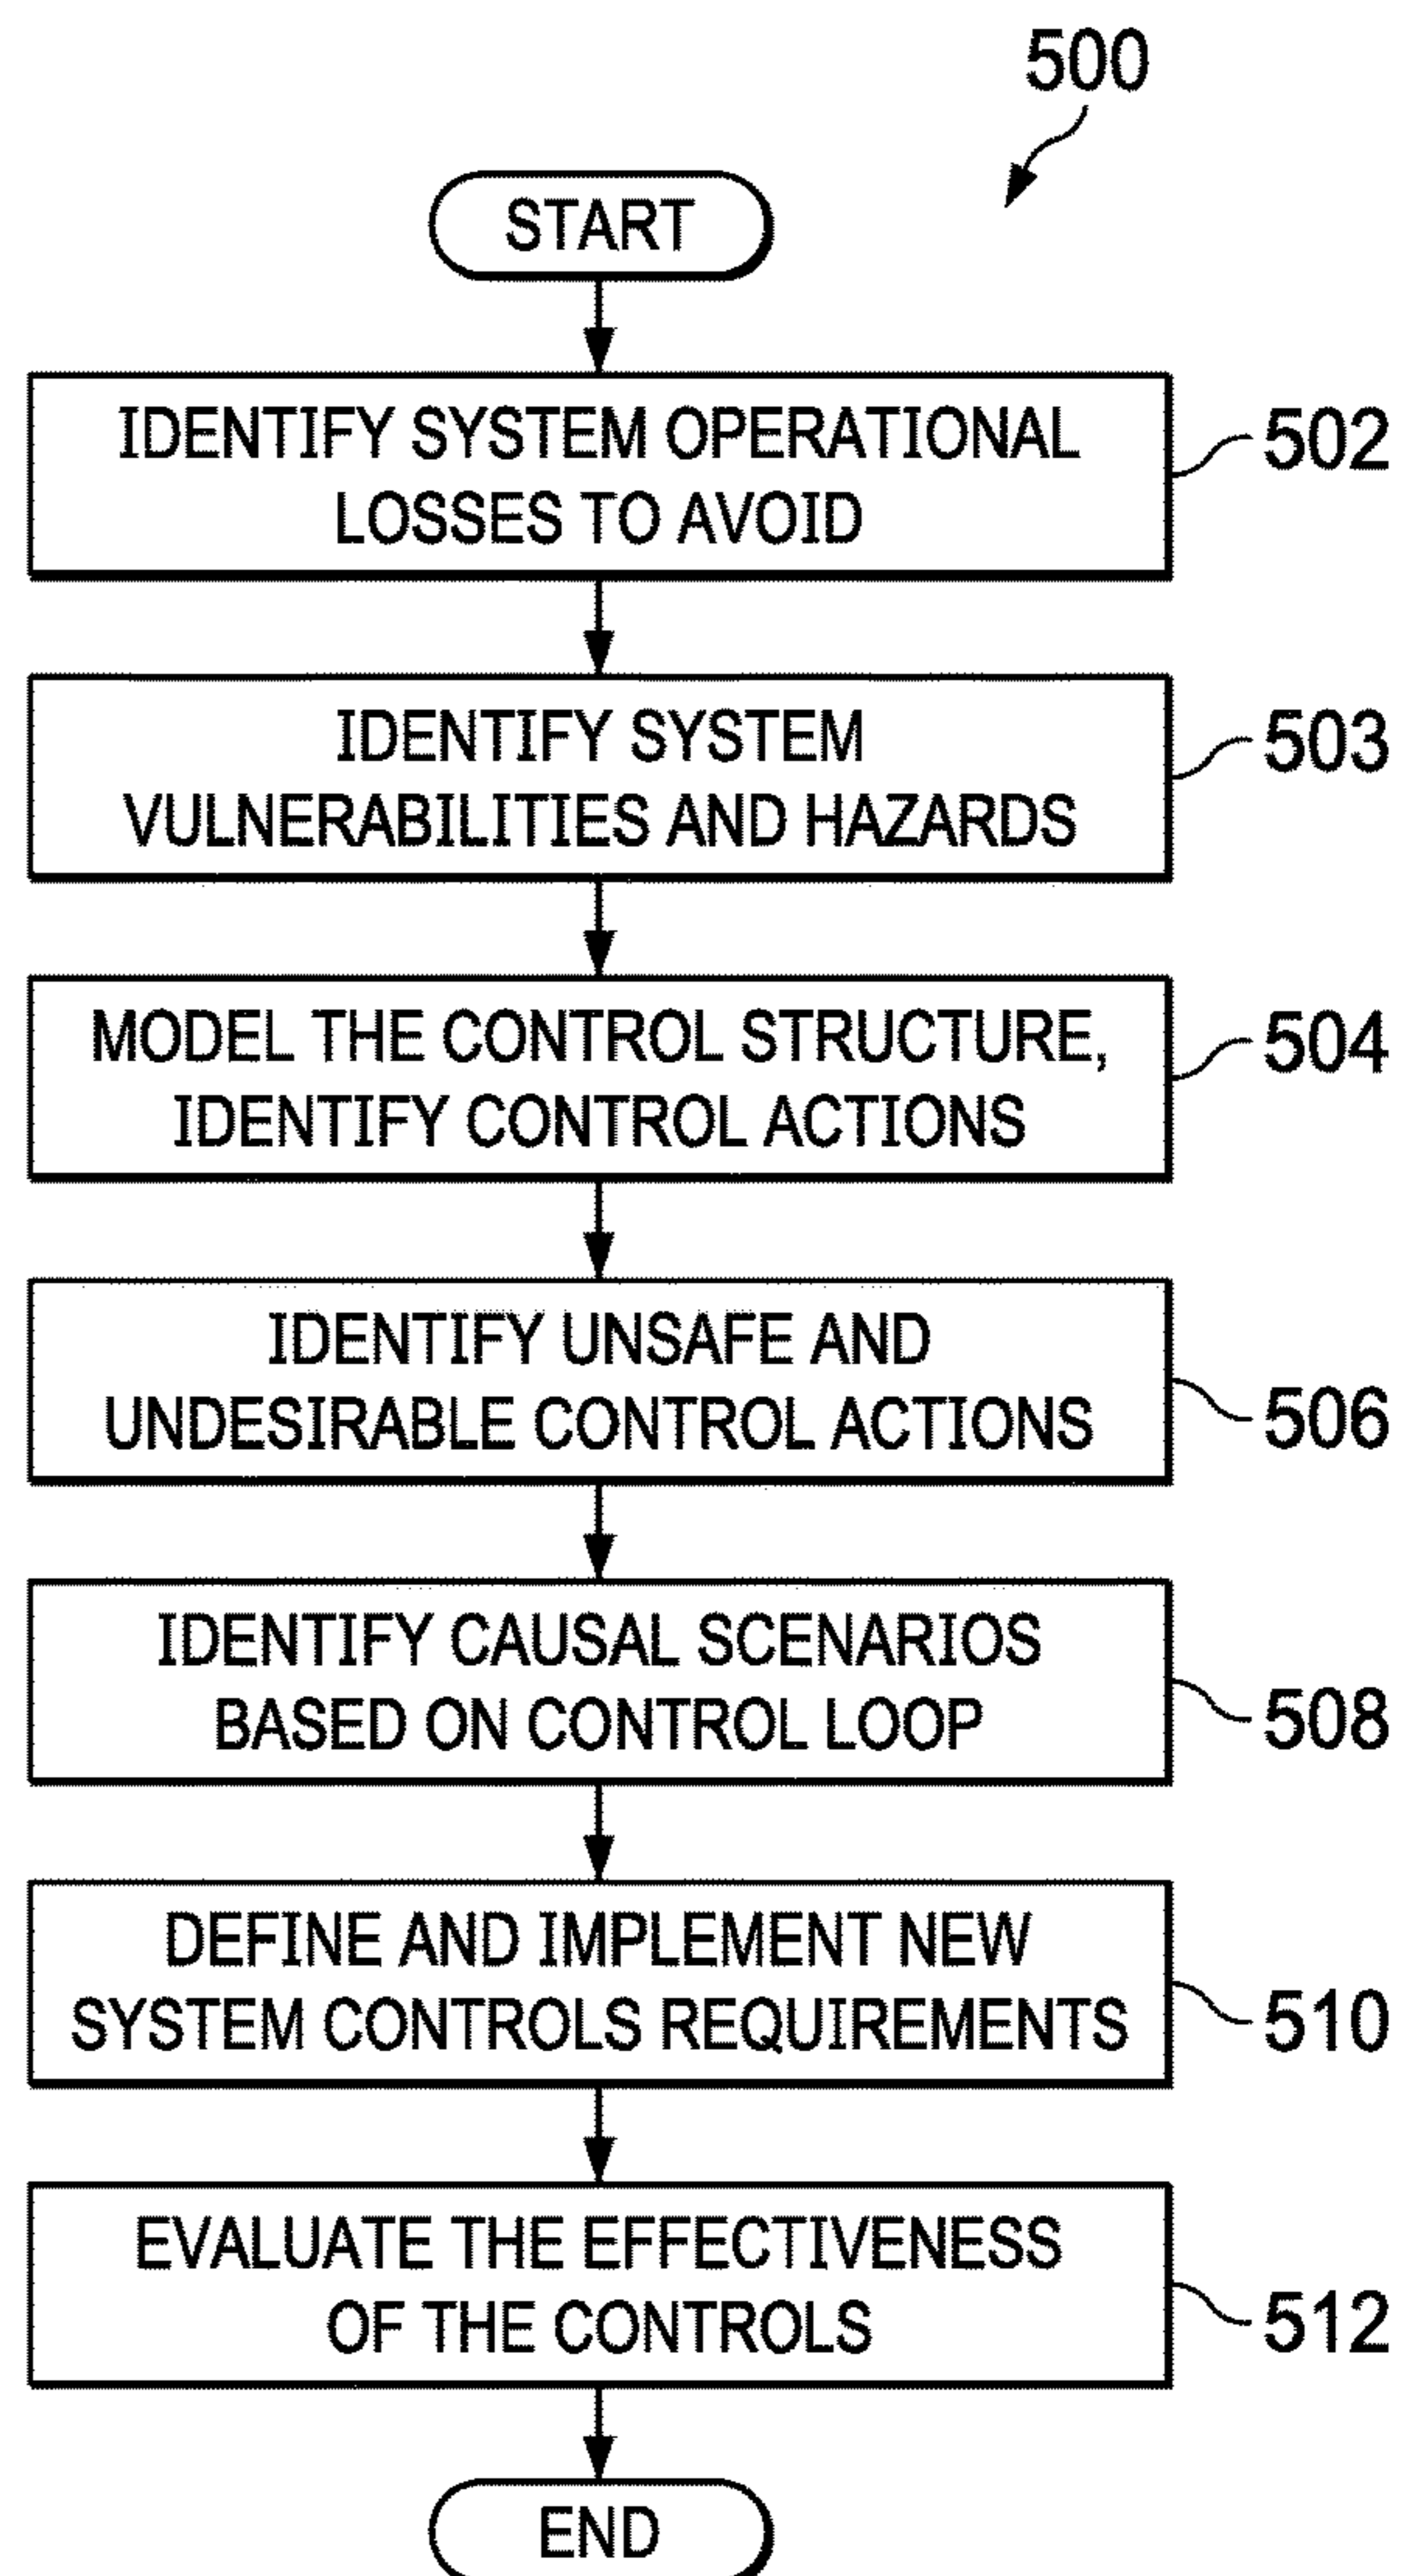 500
START
IDENTIFY SYSTEM OPERATIONAL
LOSSES TO AVOID
502
IDENTIFY SYSTEM
VULNERABILITIES AND HAZARDS
503
MODEL THE CONTROL STRUCTURE,
IDENTIFY CONTROL ACTIONS
504
IDENTIFY UNSAFE AND
UNDESIRABLE CONTROL ACTIONS
506
IDENTIFY CAUSAL SCENARIOS
BASED ON CONTROL LOOP
508
DEFINE AND IMPLEMENT NEW
SYSTEM CONTROLS REQUIREMENTS
510
EVALUATE THE EFFECTIVENESS
OF THE CONTROLS
512
END